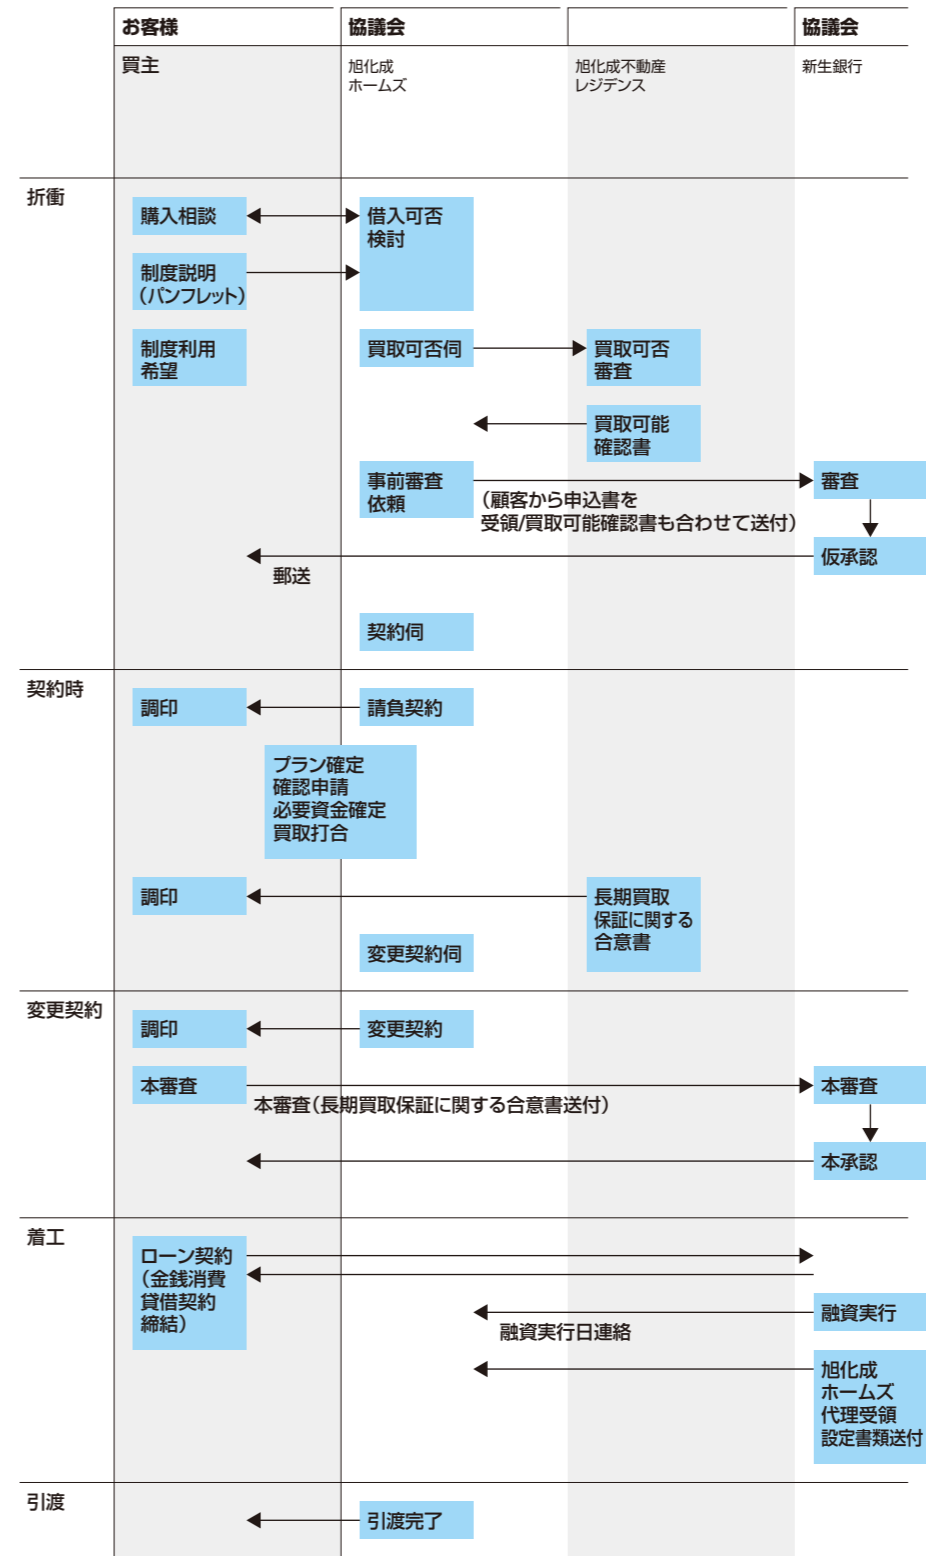 お客様
協議会
協議会
買主
旭化成
ホームズ
旭化成不動産
レジデンス
新生銀行
折衝
購入相談
借入可否
検討
制度説明
（パンフレット）
制度利用
希望
買取可否伺
買取可否
審査
買取可能
確認書
事前審査
依頼
（顧客から申込書を
受領/買取可能確認書も合わせて送付）
審査
仮承認
郵送
契約伺
契約時
調印
請負契約
プラン確定
確認申請
必要資金確定
買取打合
調印
長期買取
保証に関する
合意書
変更契約伺
変更契約
調印
変更契約
本審査
本審査（長期買取保証に関する合意書送付）
本審査
本承認
着工
ローン契約
（金銭消費
貸借契約
締結）
融資実行
融資実行日連絡
旭化成
ホームズ
代理受領
設定書類送付
引渡
引渡完了